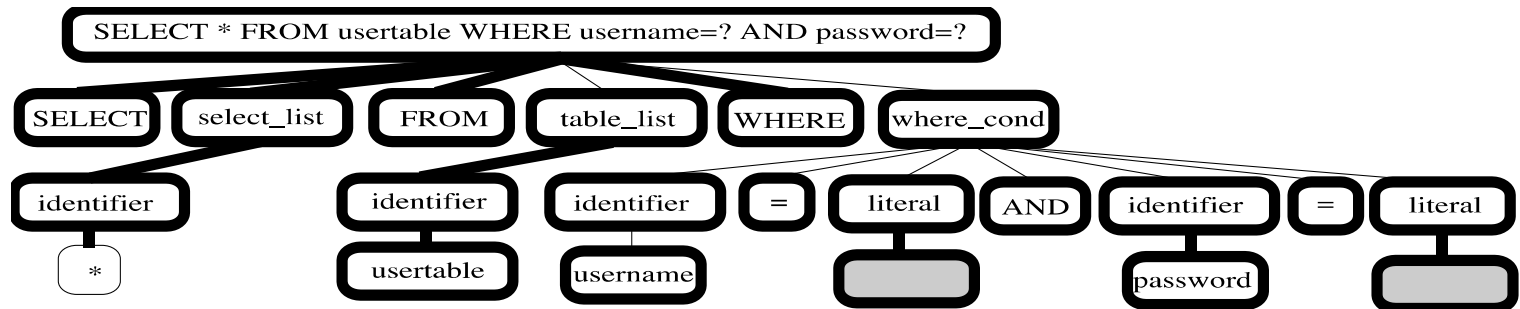 SELECT * FROM usertable WHERE username=? AND password=?
SELECT select_list FROM table_list WHERE where_cond
identifier identifier identifier = literal AND identifier = literal
* usertable username password